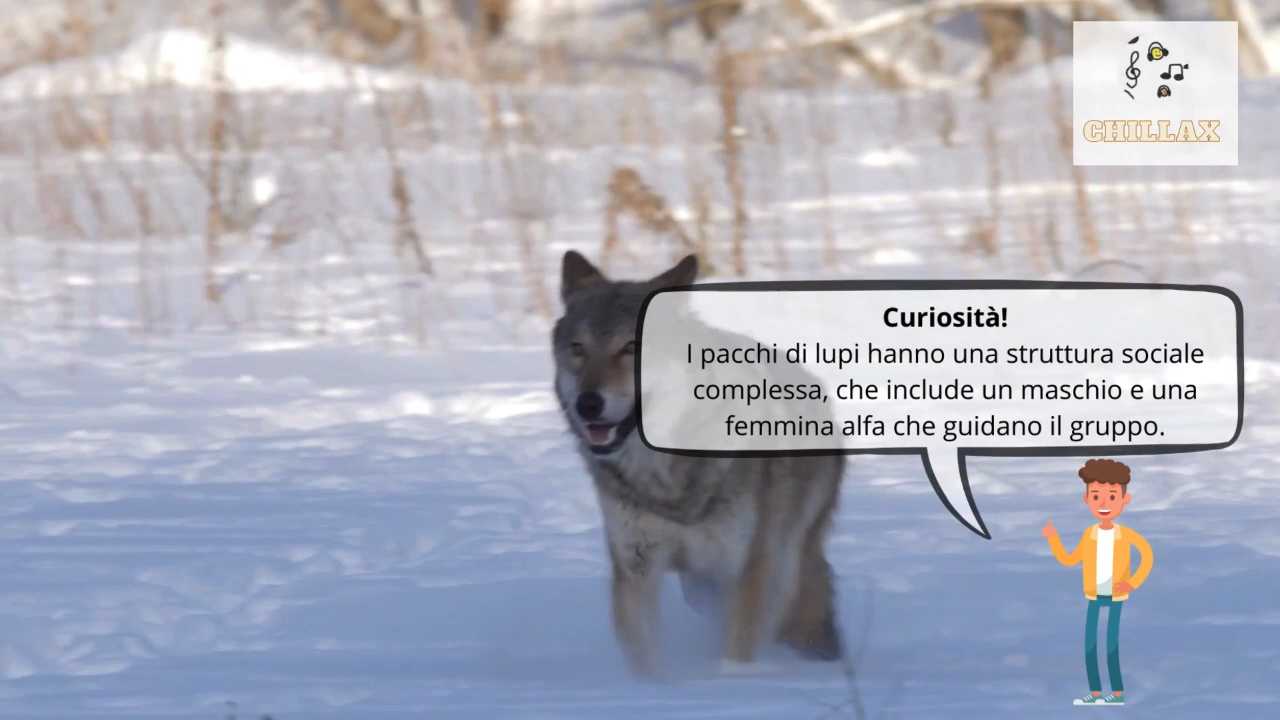 CHILLAX
Curiosità!
I pacchi di lupi hanno una struttura sociale
complessa, che include un maschio e una
femmina alfa che guidano il gruppo.